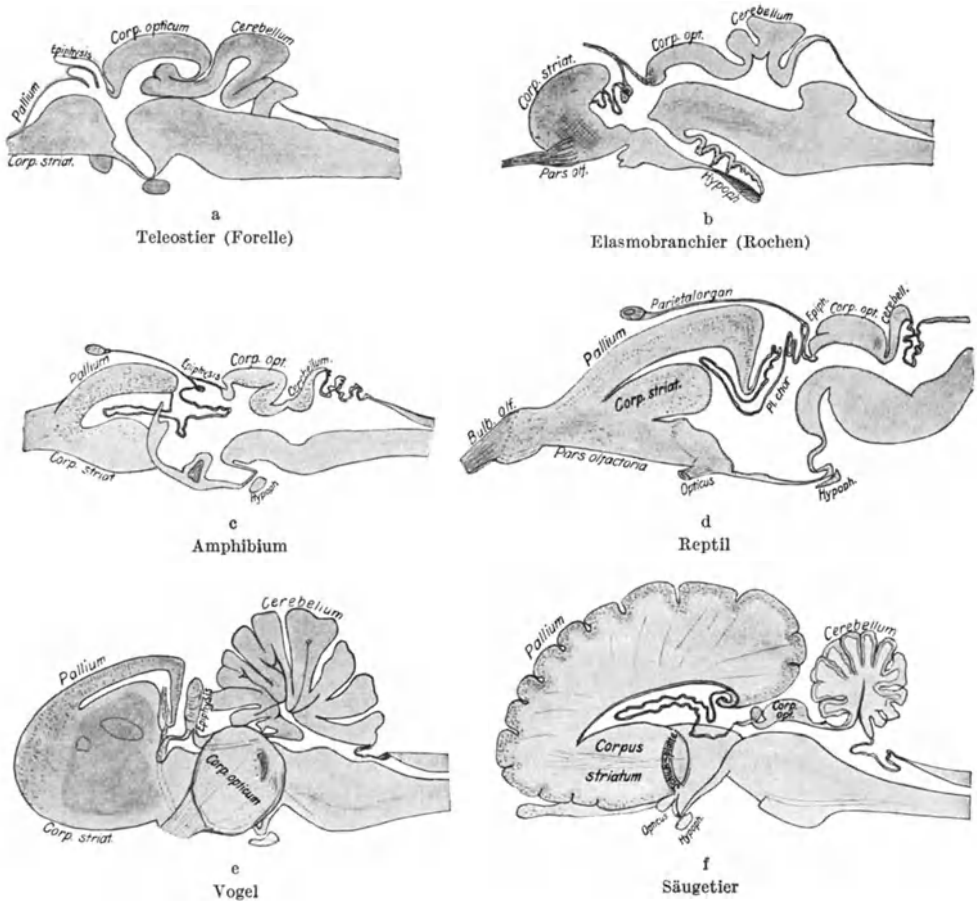 Epiphysis
Corp. opticum
Cerebellum
Pallium
Corp. striat.
a
Teleostier (Forelle)
Corp. striat.
Corp. opt.
Cerebellum
Pars olf.
Hypoph.
b
Elasmobranchier (Rochen)
Pallium
Epiphysis
Corp. opt.
Cerebellum.
Corp. striat
Hypoph
c
Amphibium
Parietalorgan
Pallium
Epiph.
Corp. opt.
Cerebell.
Corp. striat.
Pl. chor
Bulb. olf.
Pars olfactoria
Opticus
Hypoph.
d
Reptil
Cerebellum
Pallium
Epiphysis
Corp. opticum
Corp. striat.
e
Vogel
Pallium
Cerebellum
Corp. opt.
Corpus
striatum
Opticus
Hypoph.
f
Säugetier